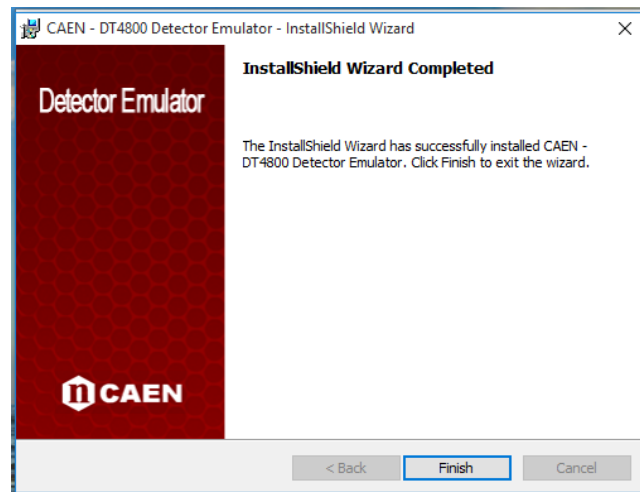 CAEN - DT4800 Detector Emulator - InstallShield Wizard
Detector Emulator
InstallShield Wizard Completed
The InstallShield Wizard has successfully installed CAEN -
DT4800 Detector Emulator. Click Finish to exit the wizard.
n CAEN
< Back
Finish
Cancel